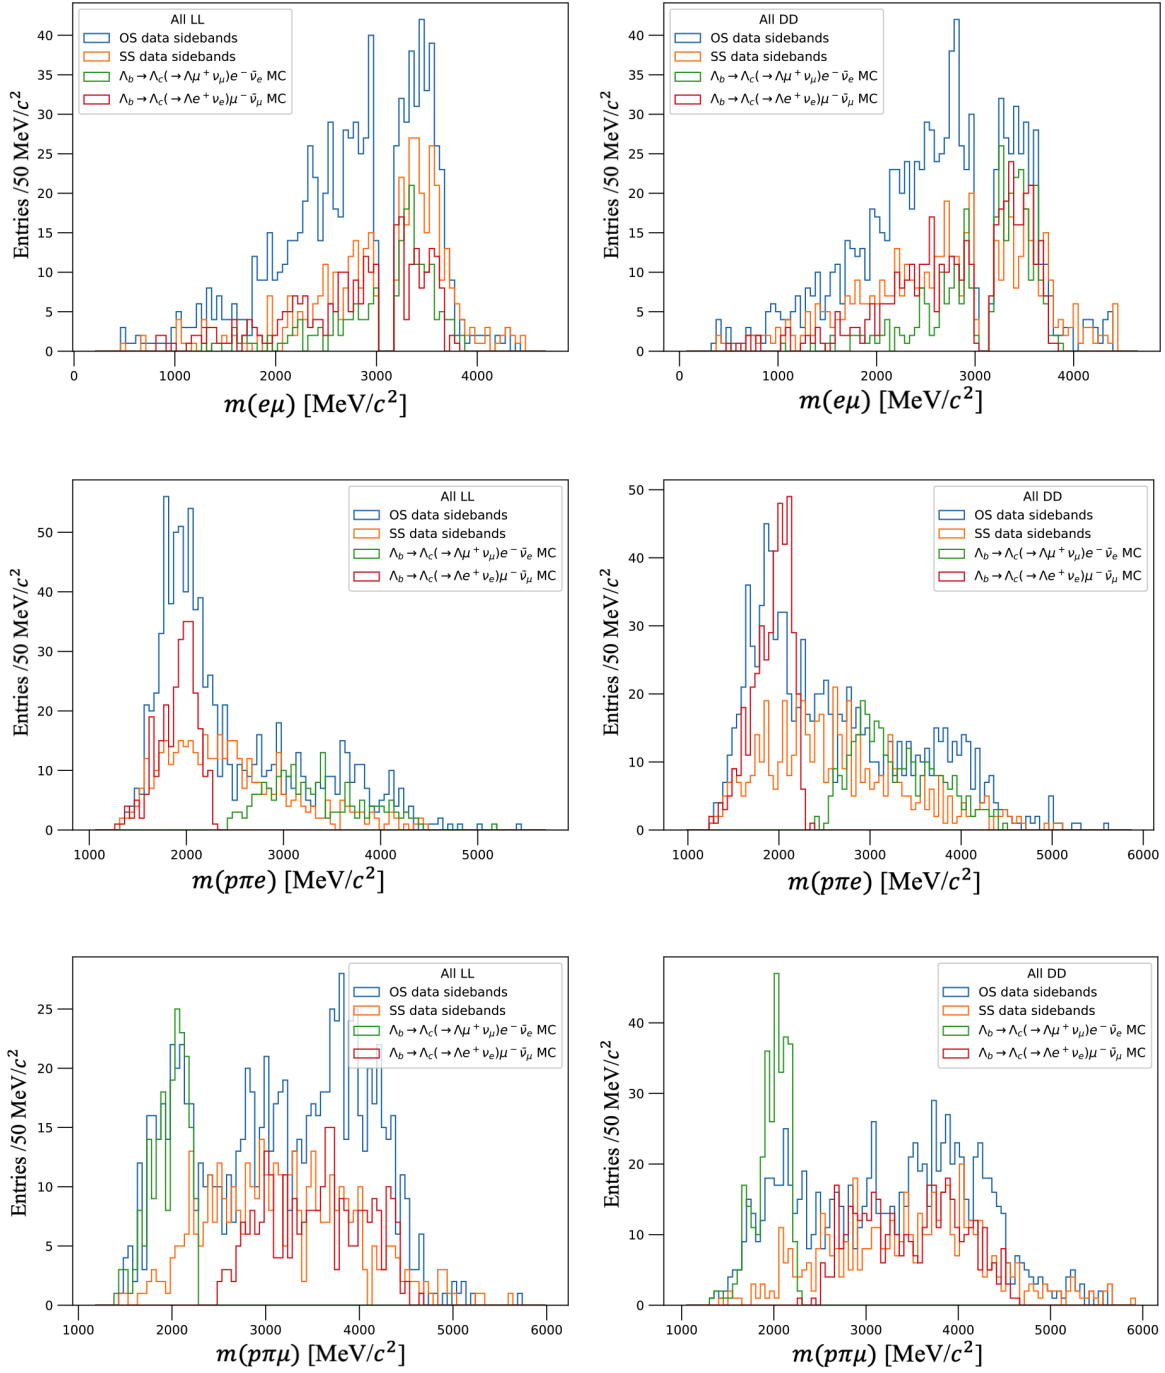 All LL
OS data sidebands
SS data sidebands
Λb→Λc(→Λμ⁺νμ)e⁻ν̄e MC
Λb→Λc(→Λe⁺νe)μ⁻ν̄μ MC
Entries /50 MeV/c²
40
35
30
25
20
15
10
5
0
0 1000 2000 3000 4000
m(eμ) [MeV/c²]
All DD
OS data sidebands
SS data sidebands
Λb→Λc(→Λμ⁺νμ)e⁻ν̄e MC
Λb→Λc(→Λe⁺νe)μ⁻ν̄μ MC
Entries /50 MeV/c²
40
35
30
25
20
15
10
5
0
0 1000 2000 3000 4000
m(eμ) [MeV/c²]
All LL
OS data sidebands
SS data sidebands
Λb→Λc(→Λμ⁺νμ)e⁻ν̄e MC
Λb→Λc(→Λe⁺νe)μ⁻ν̄μ MC
Entries /50 MeV/c²
50
40
30
20
10
0
1000 2000 3000 4000 5000
m(pπe) [MeV/c²]
All DD
OS data sidebands
SS data sidebands
Λb→Λc(→Λμ⁺νμ)e⁻ν̄e MC
Λb→Λc(→Λe⁺νe)μ⁻ν̄μ MC
Entries /50 MeV/c²
50
40
30
20
10
0
1000 2000 3000 4000 5000 6000
m(pπe) [MeV/c²]
All LL
OS data sidebands
SS data sidebands
Λb→Λc(→Λμ⁺νμ)e⁻ν̄e MC
Λb→Λc(→Λe⁺νe)μ⁻ν̄μ MC
Entries /50 MeV/c²
25
20
15
10
5
0
1000 2000 3000 4000 5000 6000
m(pπμ) [MeV/c²]
All DD
OS data sidebands
SS data sidebands
Λb→Λc(→Λμ⁺νμ)e⁻ν̄e MC
Λb→Λc(→Λe⁺νe)μ⁻ν̄μ MC
Entries /50 MeV/c²
40
30
20
10
0
1000 2000 3000 4000 5000 6000
m(pπμ) [MeV/c²]